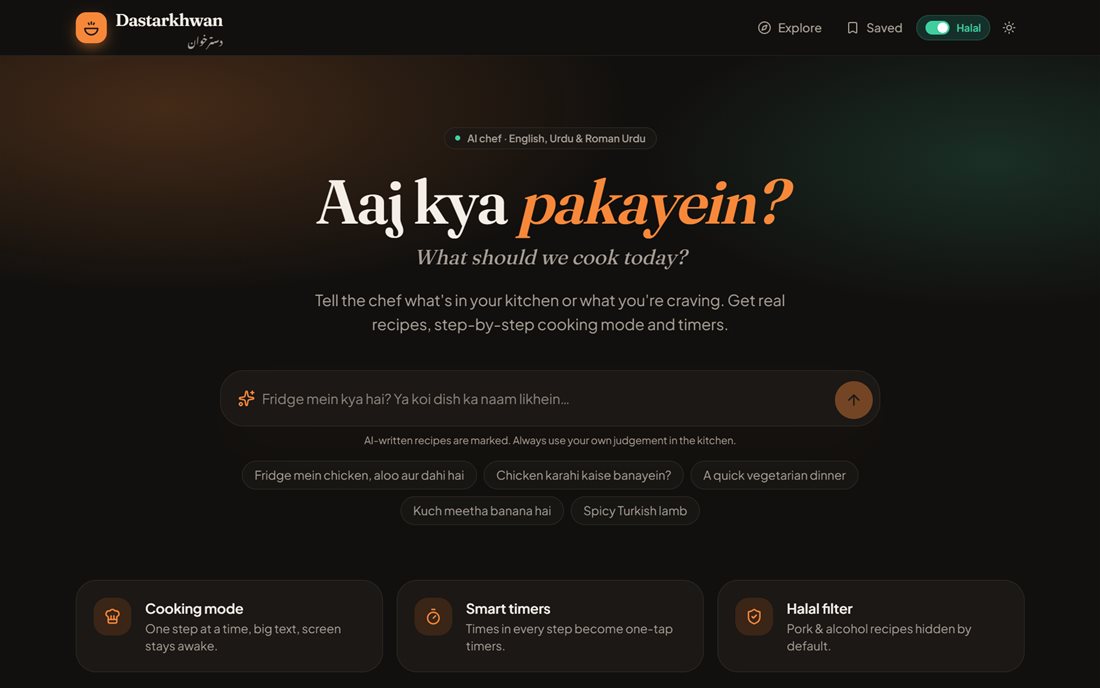 Dastarkhwan
دسترخوان
Explore
Saved
Halal
AI chef · English, Urdu & Roman Urdu
Aaj kya pakayein?
What should we cook today?
Tell the chef what's in your kitchen or what you're craving. Get real
recipes, step-by-step cooking mode and timers.
Fridge mein kya hai? Ya koi dish ka naam likhein...
AI-written recipes are marked. Always use your own judgement in the kitchen.
Fridge mein chicken, aloo aur dahi hai
Chicken karahi kaise banayein?
A quick vegetarian dinner
Kuch meetha banana hai
Spicy Turkish lamb
Cooking mode
One step at a time, big text, screen
stays awake.
Smart timers
Times in every step become one-tap
timers.
Halal filter
Pork & alcohol recipes hidden by
default.